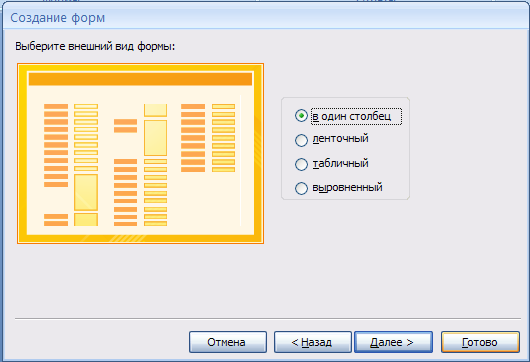 Создание форм
Выберите внешний вид формы:
в один столбец
ленточный
табличный
выровненный
Отмена
< Назад
Далее >
Готово